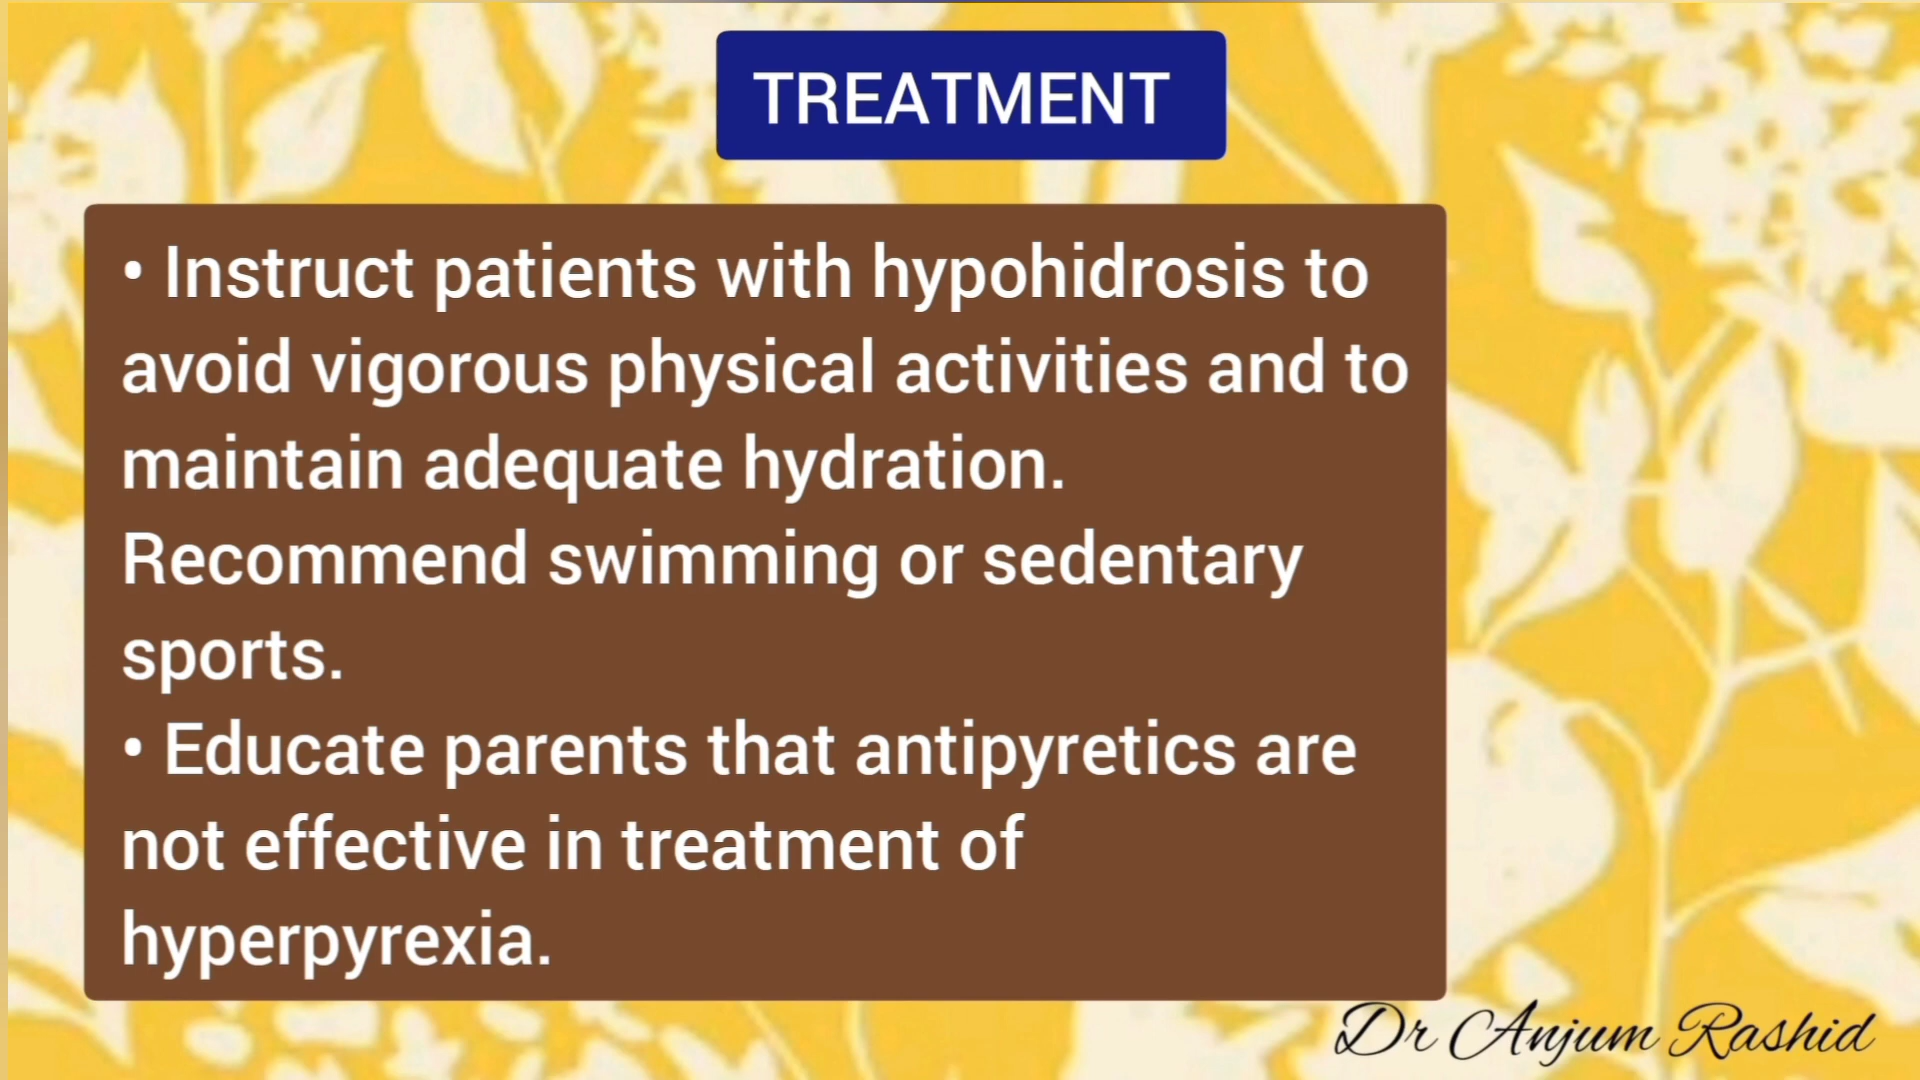 TREATMENT
• Instruct patients with hypohidrosis to
avoid vigorous physical activities and to
maintain adequate hydration.
Recommend swimming or sedentary
sports.
• Educate parents that antipyretics are
not effective in treatment of
hyperpyrexia.
Dr Anjum Rashid